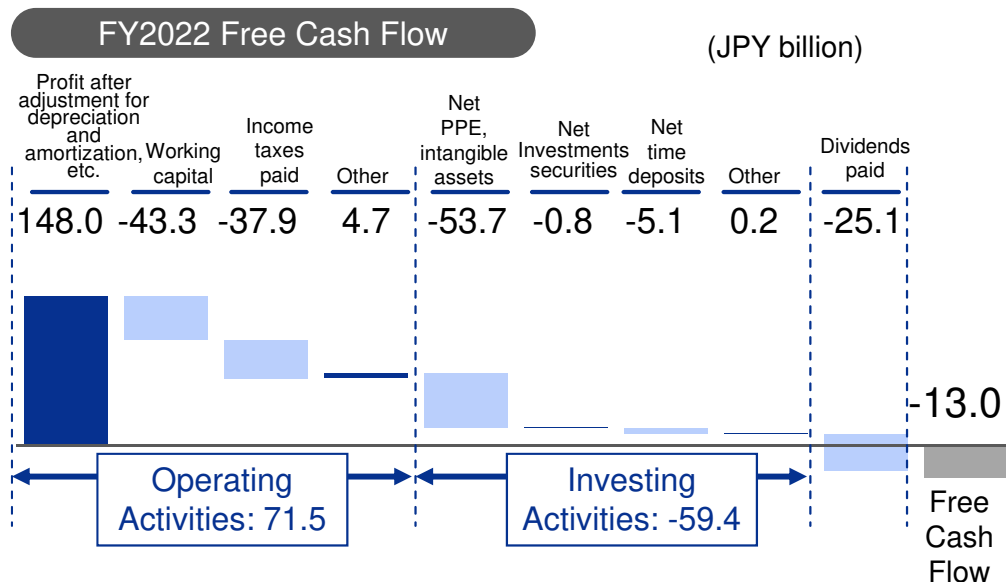 FY2022 Free Cash Flow
(JPY billion)
Profit after
adjustment for
depreciation
and
amortization,
etc.
Working
capital
Income
taxes
paid
Other
Net
PPE,
intangible
assets
Net
Investments
securities
Net
time
deposits
Other
Dividends
paid
148.0 -43.3 -37.9 4.7 -53.7 -0.8 -5.1 0.2 -25.1
-13.0
Operating
Activities: 71.5
Investing
Activities: -59.4
Free
Cash
Flow